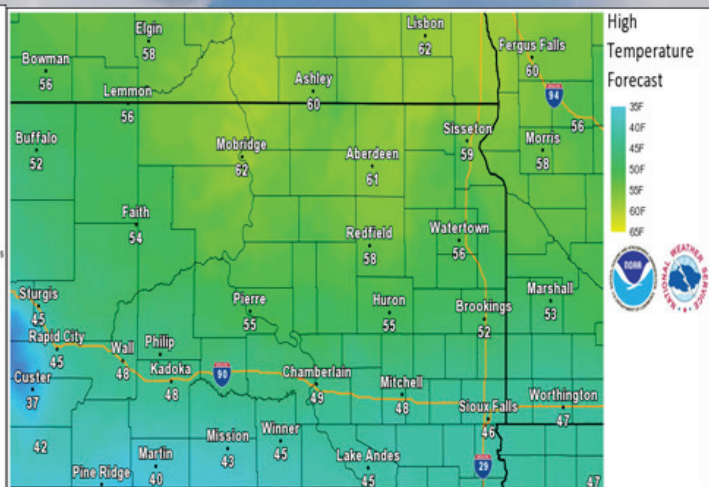 High
Temperature
Forecast
35F
40F
45F
50F
55F
60F
65F
NOAA
NATIONAL WEATHER SERVICE
Elgin
58
Lisbon
62
Fergus Falls
60
Bowman
56
Ashley
60
94
56
Lemmon
56
Buffalo
52
Mobridge
62
Aberdeen
61
Sisseton
59
Morris
58
Faith
54
Redfield
58
Watertown
56
Sturgis
45
Pierre
55
Huron
55
Brookings
52
Marshall
53
Rapid City
45
Wall
48
Philip
Kadoka
48
90
Chamberlain
49
Mitchell
48
Sioux Falls
46
Worthington
47
Custer
37
42
Martin
40
Mission
43
Winner
45
Lake Andes
45
29
47
Pine Ridge